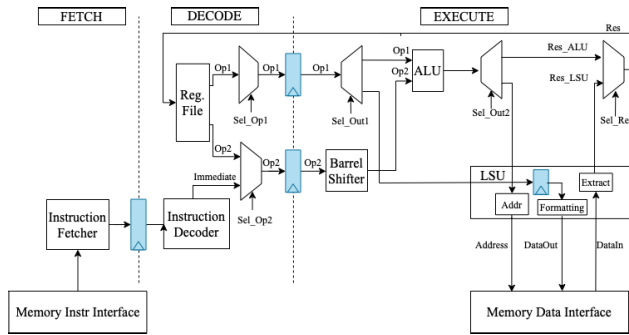 FETCH
DECODE
EXECUTE
Res
Op1
Op1
Op1
Op1
Op2
ALU
Res_ALU
Res_LSU
Reg.
File
Sel_Op1
Sel_Out1
Sel_Out2
Sel_Res
Op2
Op2
Op2
Immediate
Barrel
Shifter
LSU
Extract
Addr
Formatting
Instruction
Fetcher
Instruction
Decoder
Sel_Op2
Address
DataOut
DataIn
Memory Instr Interface
Memory Data Interface